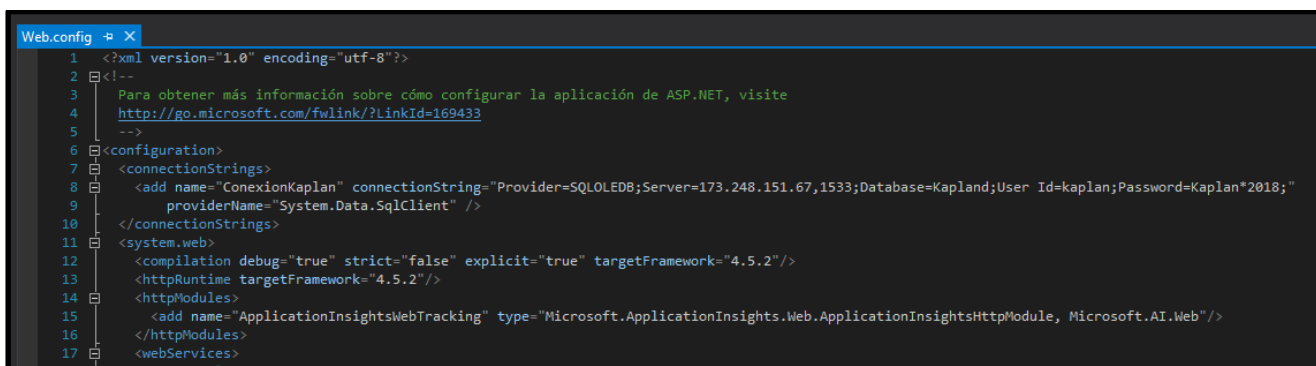 Web.config
1 <?xml version="1.0" encoding="utf-8"?>
2 <!--
3 Para obtener más información sobre cómo configurar la aplicación de ASP.NET, visite
4 http://go.microsoft.com/fwlink/?LinkId=169433
5 -->
6 <configuration>
7 <connectionStrings>
8 <add name="ConexionKaplan" connectionString="Provider=SQLOLEDB;Server=173.248.151.67,1533;Database=Kapland;User Id=kaplan;Password=Kaplan*2018;"
9 providerName="System.Data.SqlClient" />
10 </connectionStrings>
11 <system.web>
12 <compilation debug="true" strict="false" explicit="true" targetFramework="4.5.2"/>
13 <httpRuntime targetFramework="4.5.2"/>
14 <httpModules>
15 <add name="ApplicationInsightsWebTracking" type="Microsoft.ApplicationInsights.Web.ApplicationInsightsHttpModule, Microsoft.AI.Web"/>
16 </httpModules>
17 <webServices>